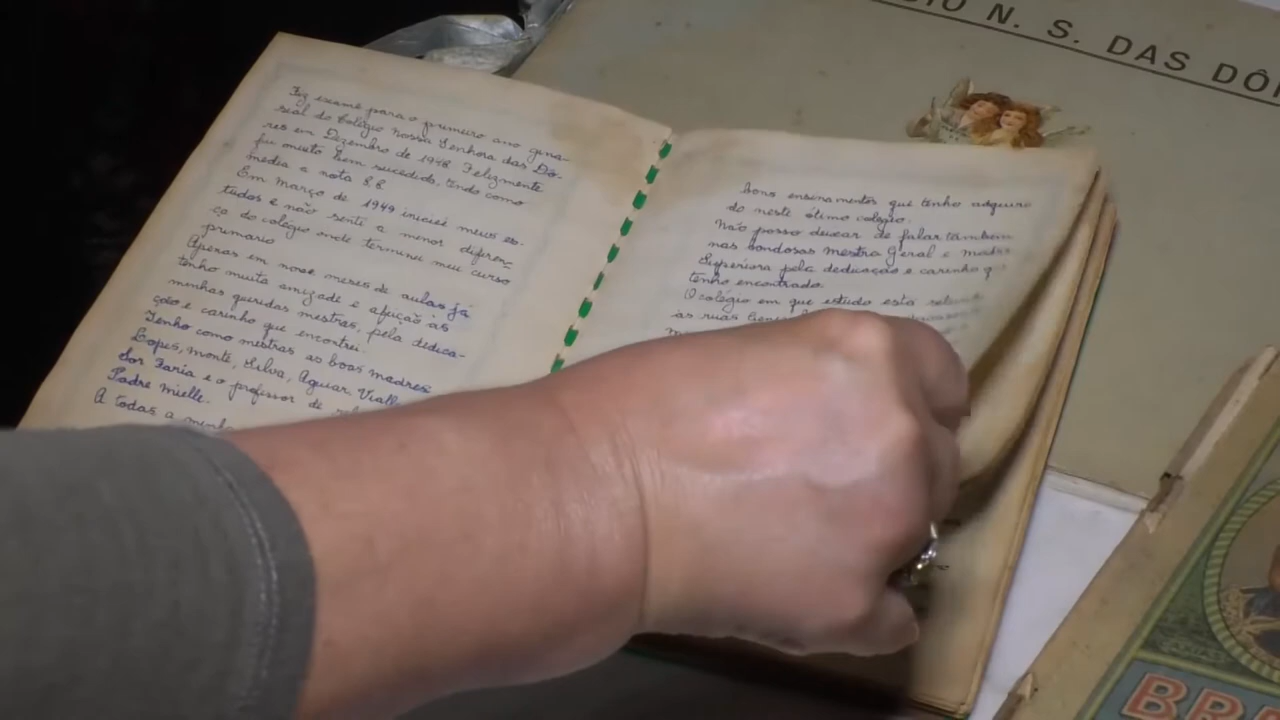 Fiz exame para o primeiro ano gina-
sial do Colégio Nossa Senhora das Do-
res em Dezembro de 1948. Felizmente
fui muito bem sucedida, tendo como
média a nota 8,8.
Em março de 1949 iniciei meus es-
tudos e não senti a menor diferen-
ça do colégio onde terminei meu curso
primario
Apenas em nove meses de aulas já
tenho muita amizade e afeição às
minhas queridas mestras, pela dedica-
ção e carinho que encontrei.
Tenho como mestras as boas madres
Lopes, Monte, Silva, Aguiar, Vialle
Sor Faria e o professor de
Padre Mielle.
A todas a minha
bons ensinamentos que tenho adquiri
do neste ótimo colégio.
Não posso deixar de falar também
nas bondosas mestra Geral e madre
Superiora pela dedicação e carinho q
tenho encontrado.
O colégio em que estudo está
às ruas
N. S. DAS DÔ
BR